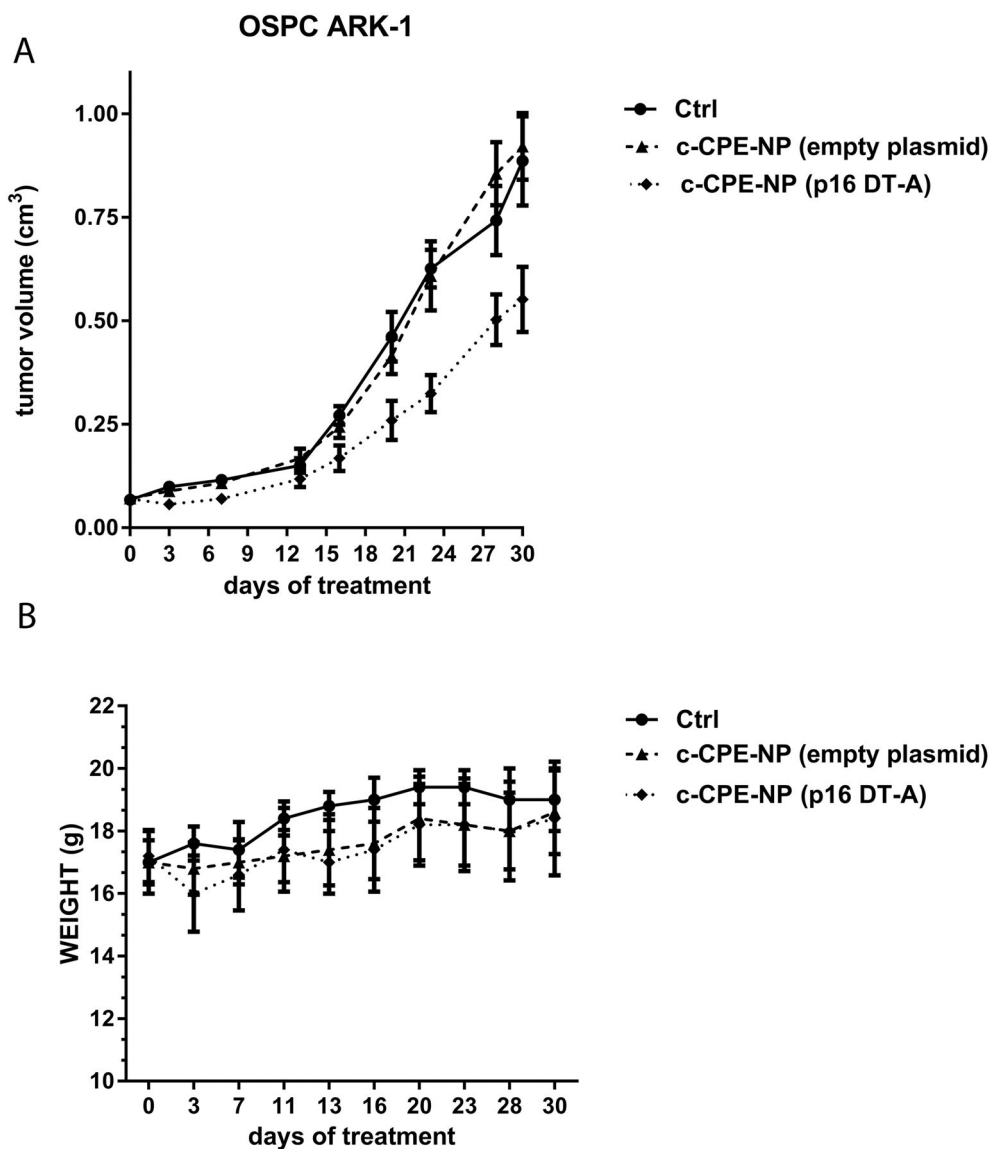 OSPC ARK-1
A
tumor volume (cm³)
1.00
0.75
0.50
0.25
0.00
0 3 6 9 12 15 18 21 24 27 30
days of treatment
Ctrl
c-CPE-NP (empty plasmid)
c-CPE-NP (p16 DT-A)
B
WEIGHT (g)
22
20
18
16
14
12
10
0 3 7 11 13 16 20 23 28 30
days of treatment
Ctrl
c-CPE-NP (empty plasmid)
c-CPE-NP (p16 DT-A)